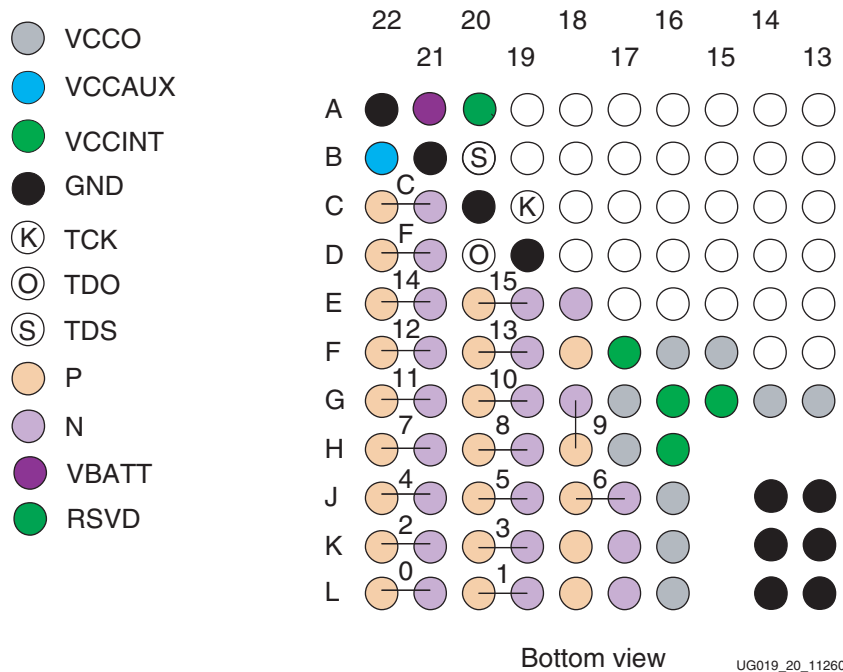 22 20 18 16 14
21 19 17 15 13
VCCO
VCCAUX
VCCINT
GND
K TCK
O TDO
S TDS
P
N
VBATT
RSVD
A
B S
C
C K
F
D O
14 15
E
12 13
F
11 10
G
7 8 9
H
4 5 6
J
2 3
K
0 1
L
Bottom view
UG019_20_11260